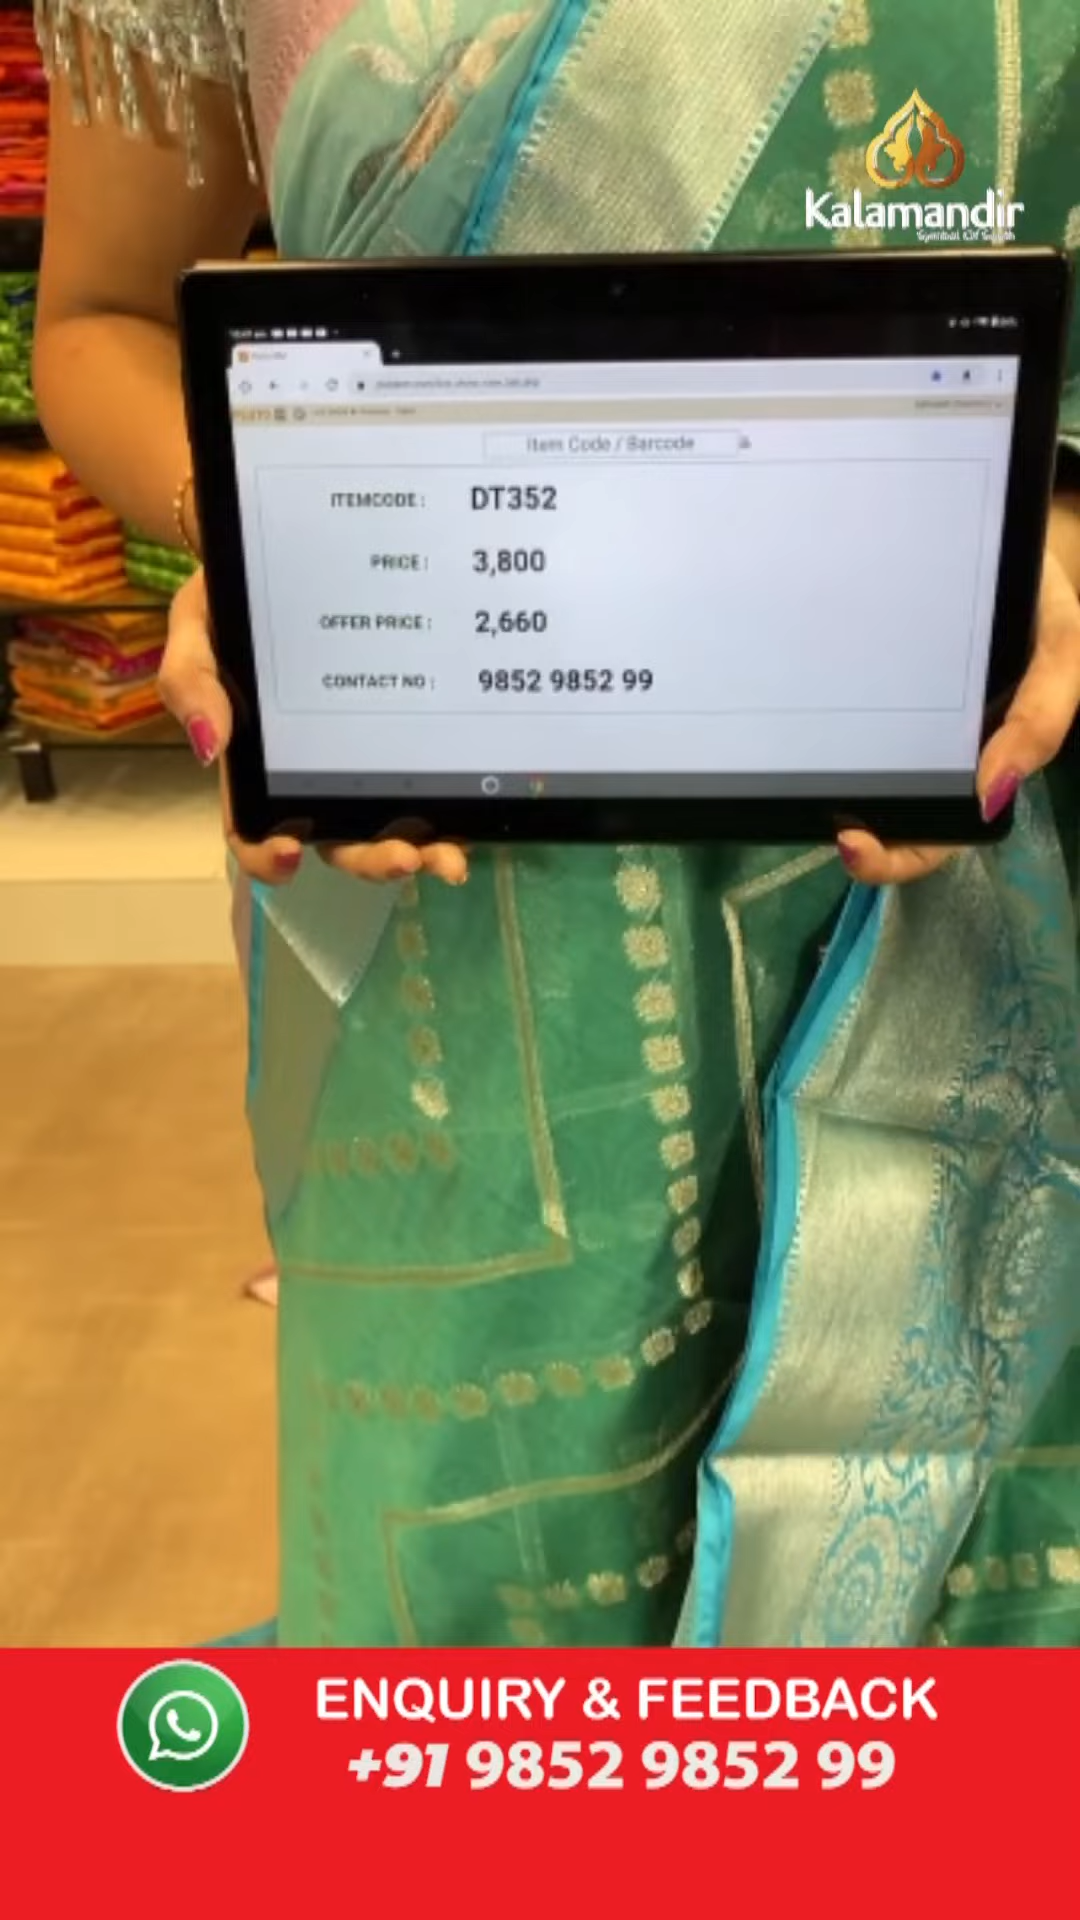 Kalamandir
Item Code / Barcode
ITEMCODE : DT352
PRICE : 3,800
OFFER PRICE : 2,660
CONTACT NO : 9852 9852 99
ENQUIRY & FEEDBACK
+91 9852 9852 99